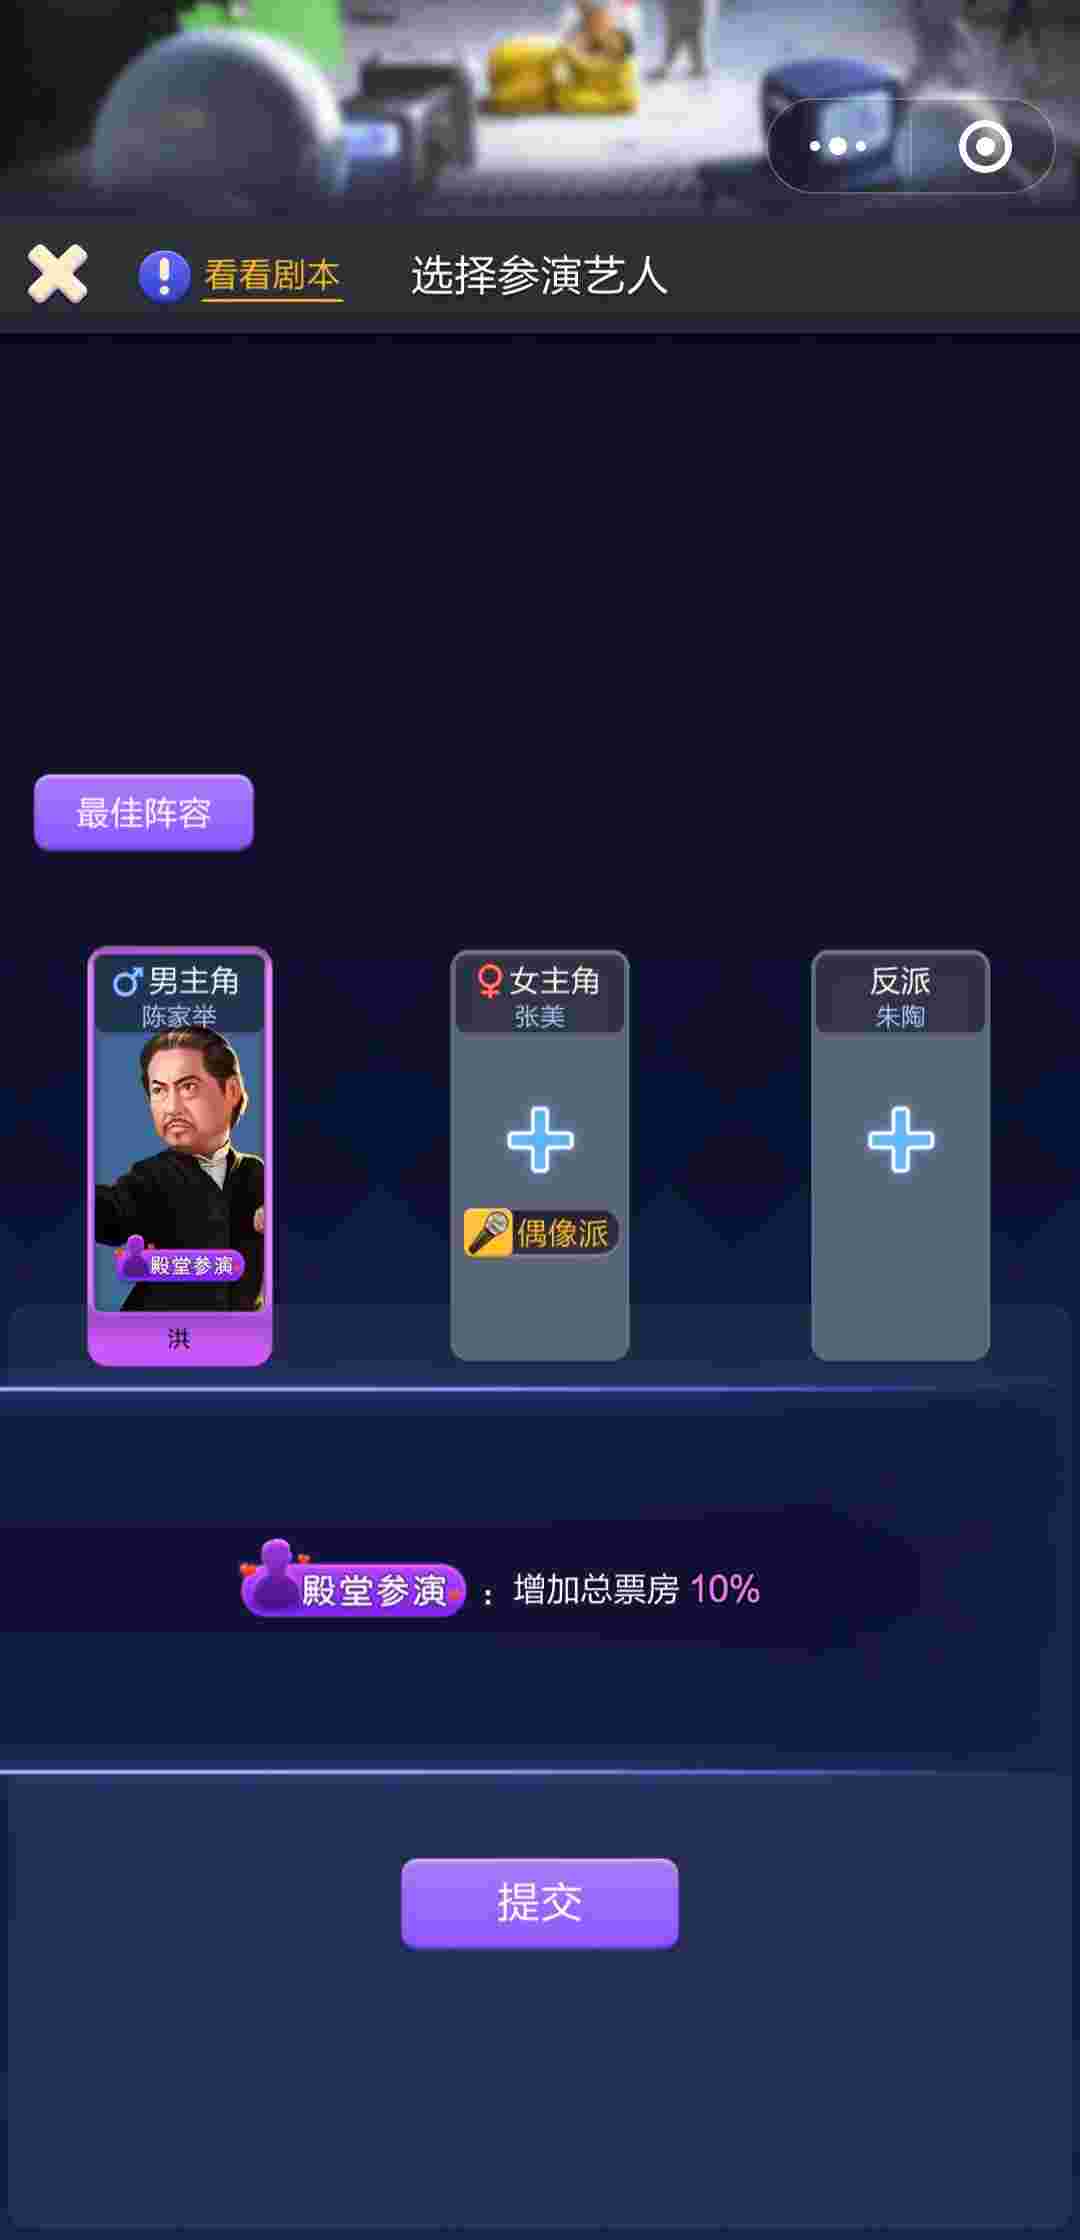 看看剧本
选择参演艺人
最佳阵容
男主角
陈家举
殿堂参演
洪
女主角
张美
偶像派
反派
朱陶
殿堂参演：增加总票房 10%
提交